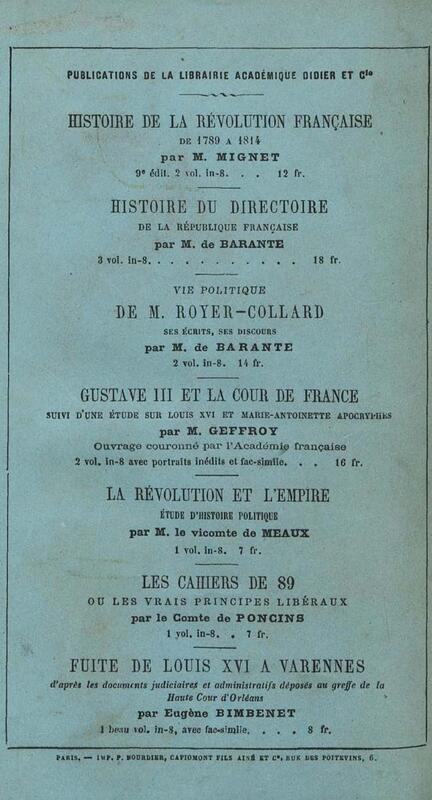 PUBLICATIONS DE LA LIBRAIRIE ACADÉMIQUE DIDIER ET Cie
HISTOIRE DE LA RÉVOLUTION FRANÇAISE
DE 1789 A 1814
par M. MIGNET
9e édit. 2 vol. in-8. . . 12 fr.
HISTOIRE DU DIRECTOIRE
DE LA RÉPUBLIQUE FRANÇAISE
par M. de BARANTE
3 vol. in-8. . . . . . . . . . . . 18 fr.
VIE POLITIQUE
DE M. ROYER-COLLARD
SES ÉCRITS, SES DISCOURS
par M. de BARANTE
2 vol. in-8. 14 fr.
GUSTAVE III ET LA COUR DE FRANCE
SUIVI D'UNE ÉTUDE SUR LOUIS XVI ET MARIE-ANTOINETTE APOCRYPHES
par M. GEFFROY
Ouvrage couronné par l'Académie française
2 vol. in-8 avec portraits inédits et fac-simile. . . 16 fr.
LA RÉVOLUTION ET L'EMPIRE
ÉTUDE D'HISTOIRE POLITIQUE
par M. le vicomte de MEAUX
1 vol. in-8. 7 fr.
LES CAHIERS DE 89
OU LES VRAIS PRINCIPES LIBÉRAUX
par le Comte de PONCINS
1 vol. in-8. . 7 fr.
FUITE DE LOUIS XVI A VARENNES
d'après les documents judiciaires et administratifs déposés au greffe de la
Haute Cour d'Orléans
par Eugène BIMBENET
1 beau vol. in-8, avec fac-simile. . . . 8 fr.
PARIS, — IMP. P. BOURDIER, CAPIOMONT FILS AINÉ ET Ce, RUE DES POITEVINS, 6.